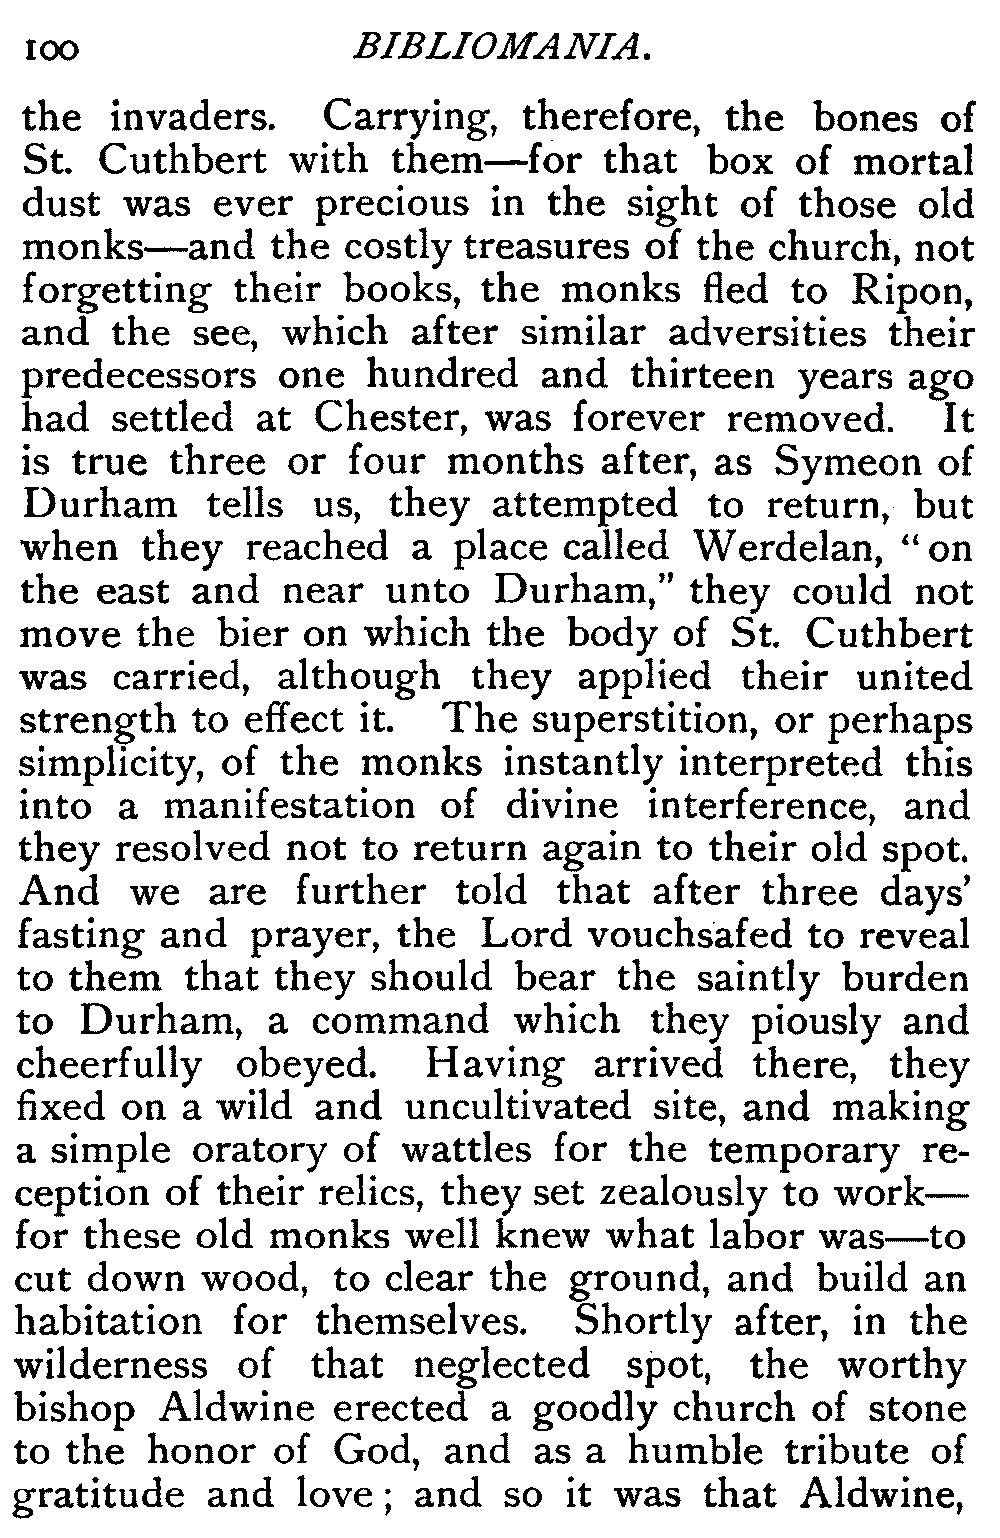 100 BIBLIOMANIA.
the invaders. Carrying, therefore, the bones of
St. Cuthbert with them—for that box of mortal
dust was ever precious in the sight of those old
monks—and the costly treasures of the church, not
forgetting their books, the monks fled to Ripon,
and the see, which after similar adversities their
predecessors one hundred and thirteen years ago
had settled at Chester, was forever removed. It
is true three or four months after, as Symeon of
Durham tells us, they attempted to return, but
when they reached a place called Werdelan, “on
the east and near unto Durham,” they could not
move the bier on which the body of St. Cuthbert
was carried, although they applied their united
strength to effect it. The superstition, or perhaps
simplicity, of the monks instantly interpreted this
into a manifestation of divine interference, and
they resolved not to return again to their old spot.
And we are further told that after three days’
fasting and prayer, the Lord vouchsafed to reveal
to them that they should bear the saintly burden
to Durham, a command which they piously and
cheerfully obeyed. Having arrived there, they
fixed on a wild and uncultivated site, and making
a simple oratory of wattles for the temporary re-
ception of their relics, they set zealously to work—
for these old monks well knew what labor was—to
cut down wood, to clear the ground, and build an
habitation for themselves. Shortly after, in the
wilderness of that neglected spot, the worthy
bishop Aldwine erected a goodly church of stone
to the honor of God, and as a humble tribute of
gratitude and love; and so it was that Aldwine,